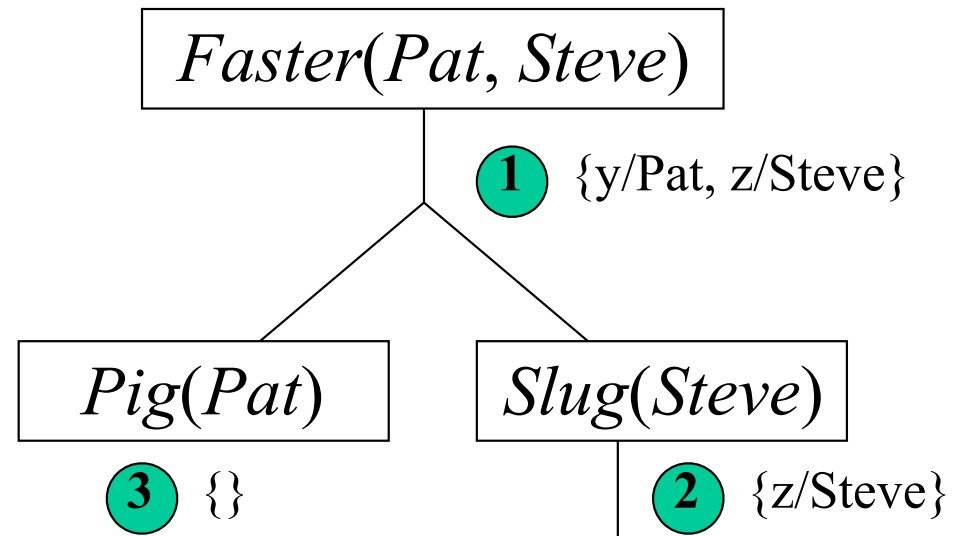 Faster(Pat, Steve)
1 {y/Pat, z/Steve}
Pig(Pat) Slug(Steve)
3 {} 2 {z/Steve}